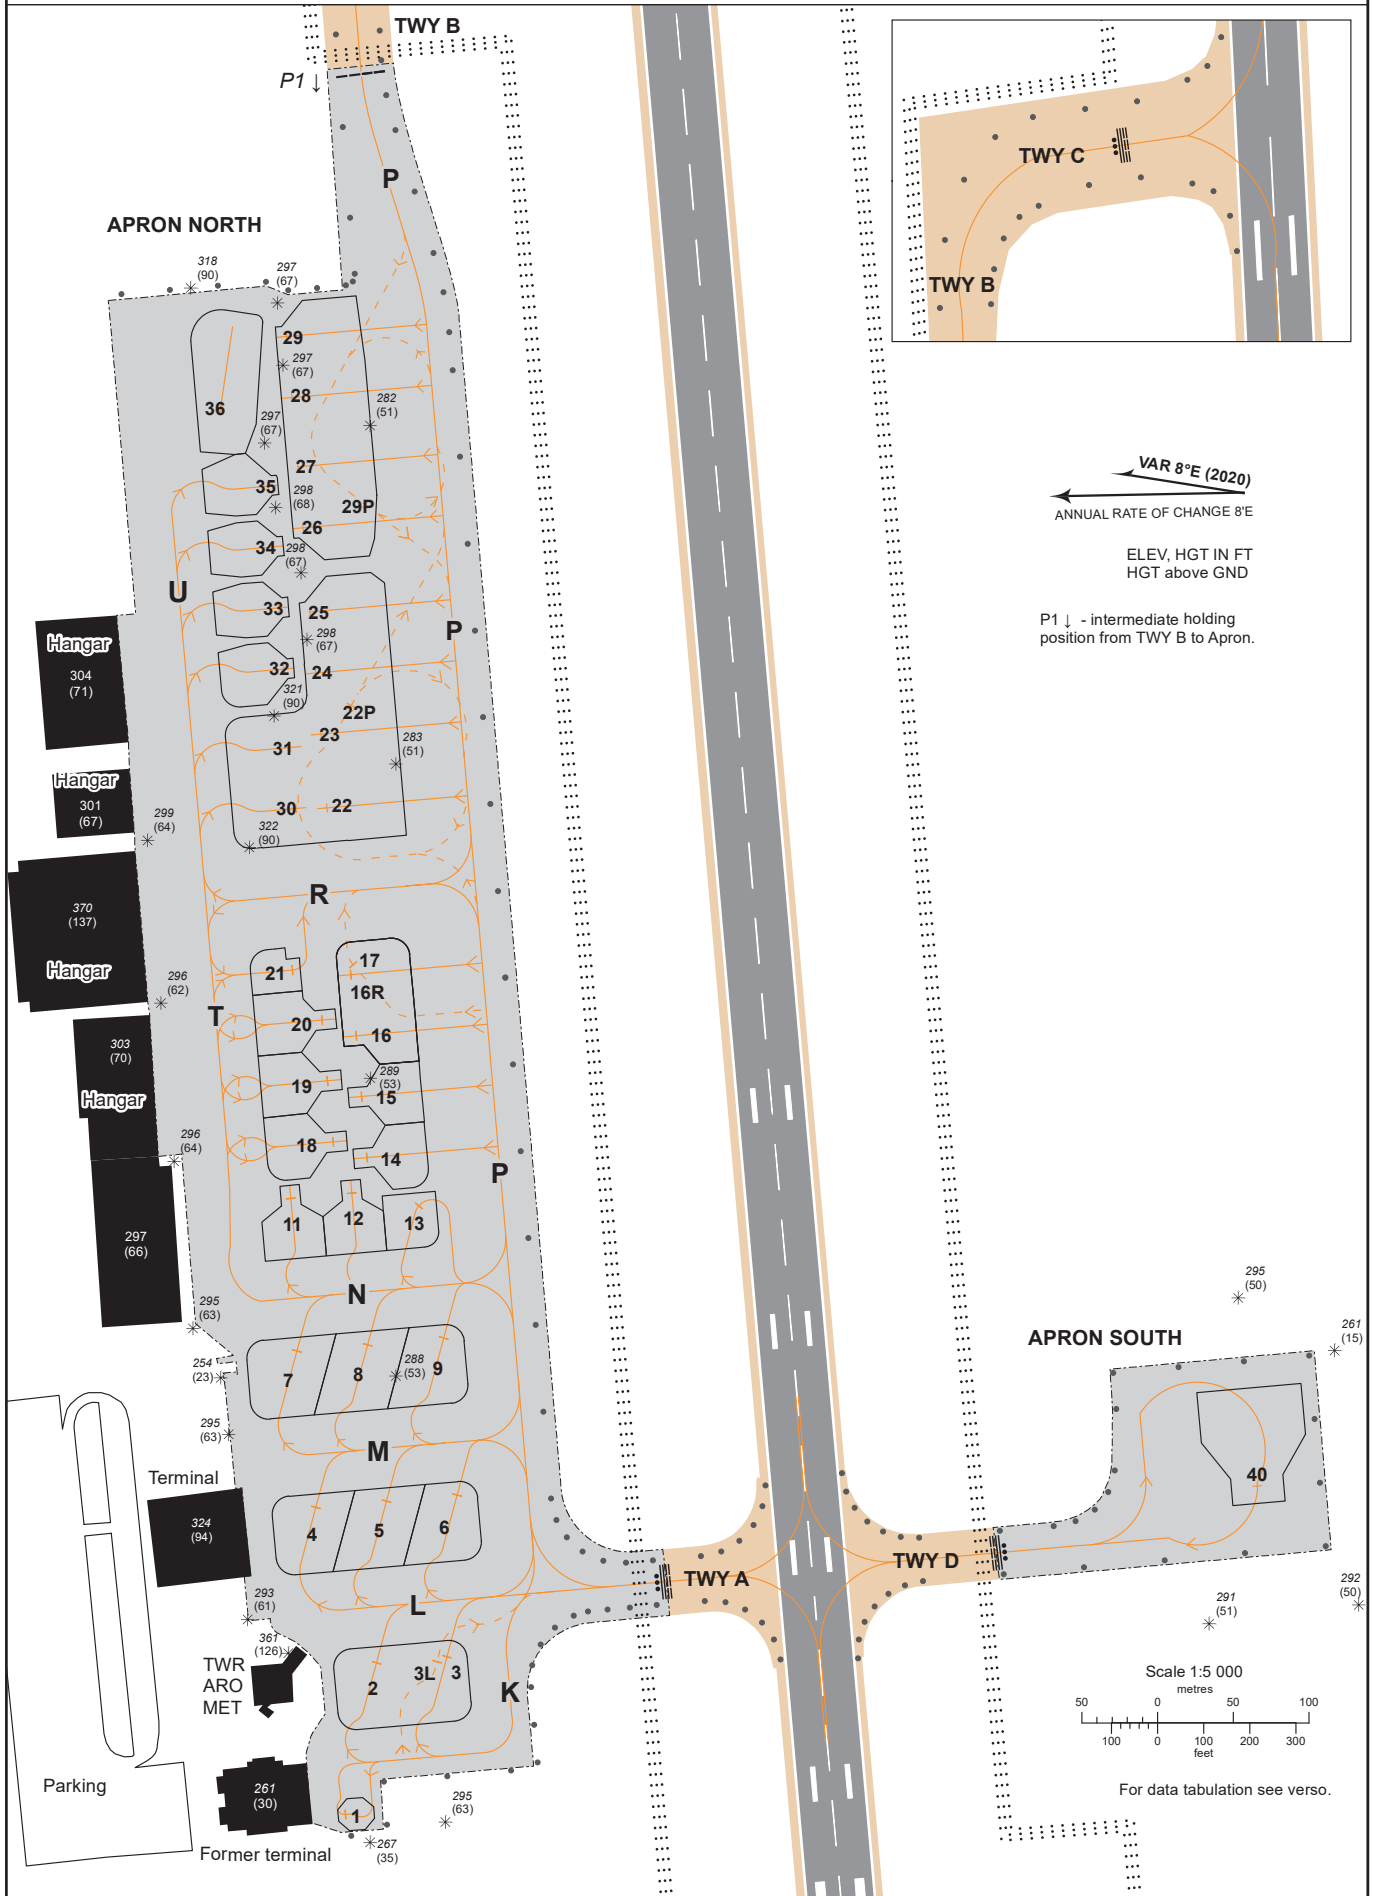 TWY B
P1 ↓
P
APRON NORTH
318
(90)
297
(67)
29
297
(67)
28
282
(51)
36
297
(67)
27
35
298
(68)
29P
26
34
298
(67)
U
33
25
P
298
(67)
32
24
321
(90)
22P
23
31
283
(51)
30
22
322
(90)
Hangar
304
(71)
Hangar
301
(67)
299
(64)
370
(137)
Hangar
R
17
21
16R
296
(62)
T
20
16
303
(70)
Hangar
289
(53)
19
15
296
(64)
18
14
P
11
12
13
297
(66)
N
295
(63)
254
(23)
7
8
288
(53)
9
295
(63)
M
Terminal
324
(94)
4
5
6
293
(61)
L
361
(126)
TWR
ARO
MET
2
3L
3
K
Parking
261
(30)
1
Former terminal
267
(35)
295
(63)
TWY A
TWY D
TWY C
TWY B
VAR 8°E (2020)
ANNUAL RATE OF CHANGE 8'E
ELEV, HGT IN FT
HGT above GND
P1 ↓ - intermediate holding
position from TWY B to Apron.
295
(50)
261
(15)
APRON SOUTH
40
291
(51)
292
(50)
Scale 1:5 000
metres
50 0 50 100
100 0 100 200 300
feet
For data tabulation see verso.